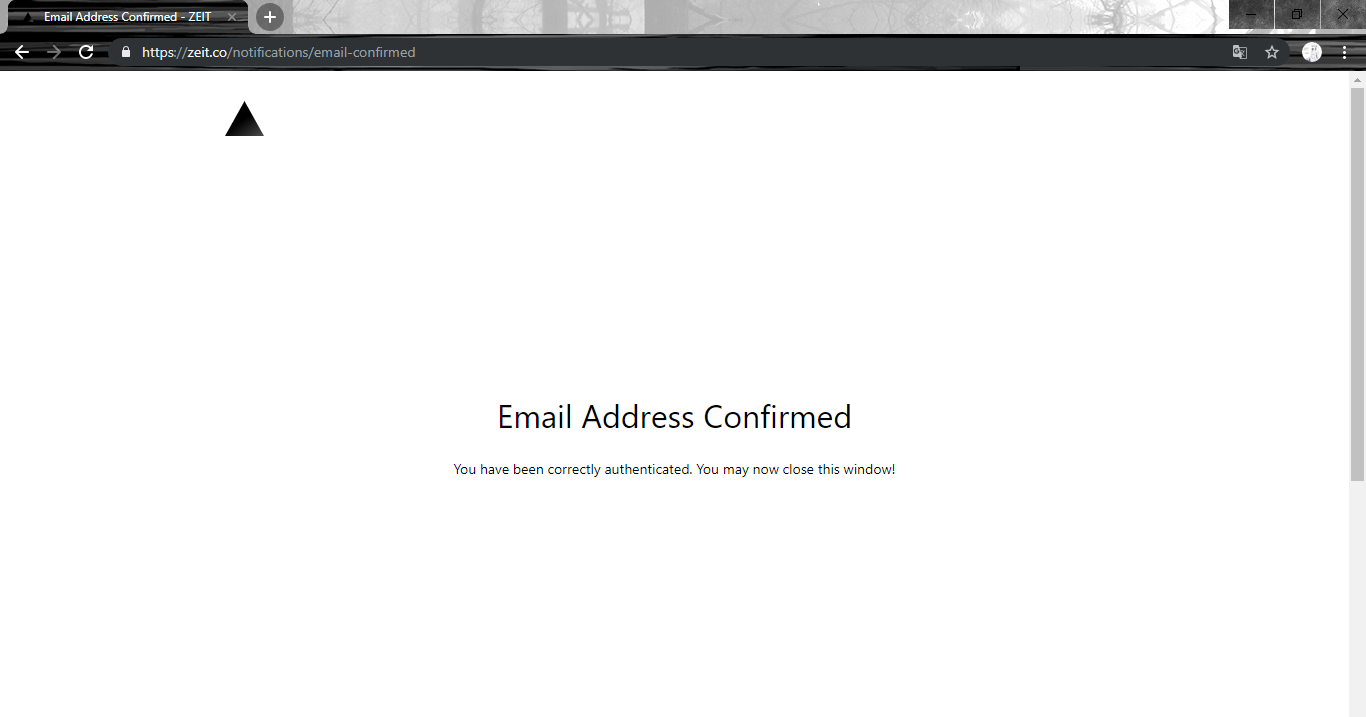 Email Address Confirmed - ZEIT
https://zeit.co/notifications/email-confirmed
Email Address Confirmed
You have been correctly authenticated. You may now close this window!